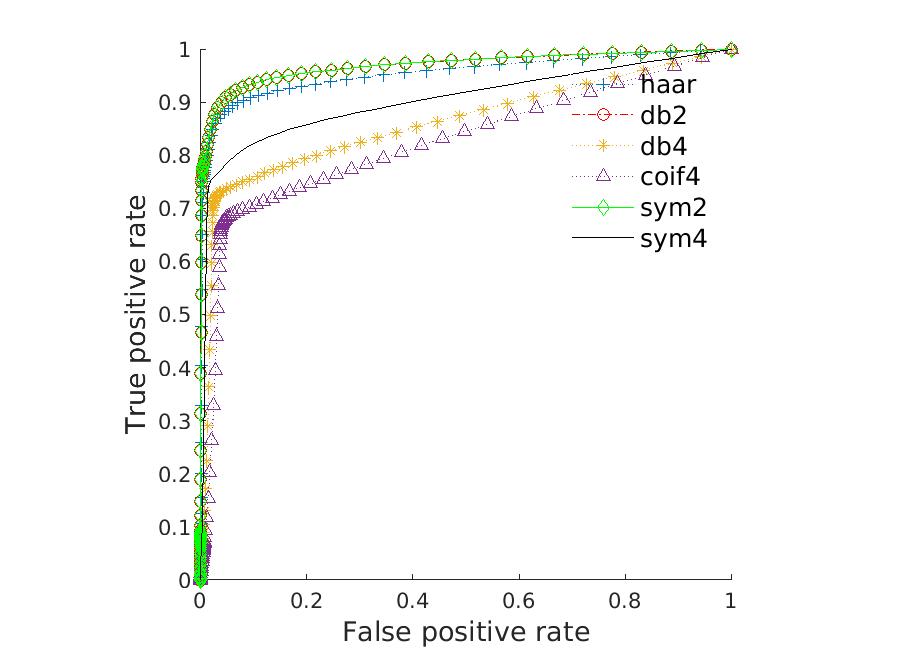 1
0.9
0.8
0.7
0.6
0.5
0.4
0.3
0.2
0.1
0
True positive rate
haar
db2
db4
coif4
sym2
sym4
0 0.2 0.4 0.6 0.8 1
False positive rate